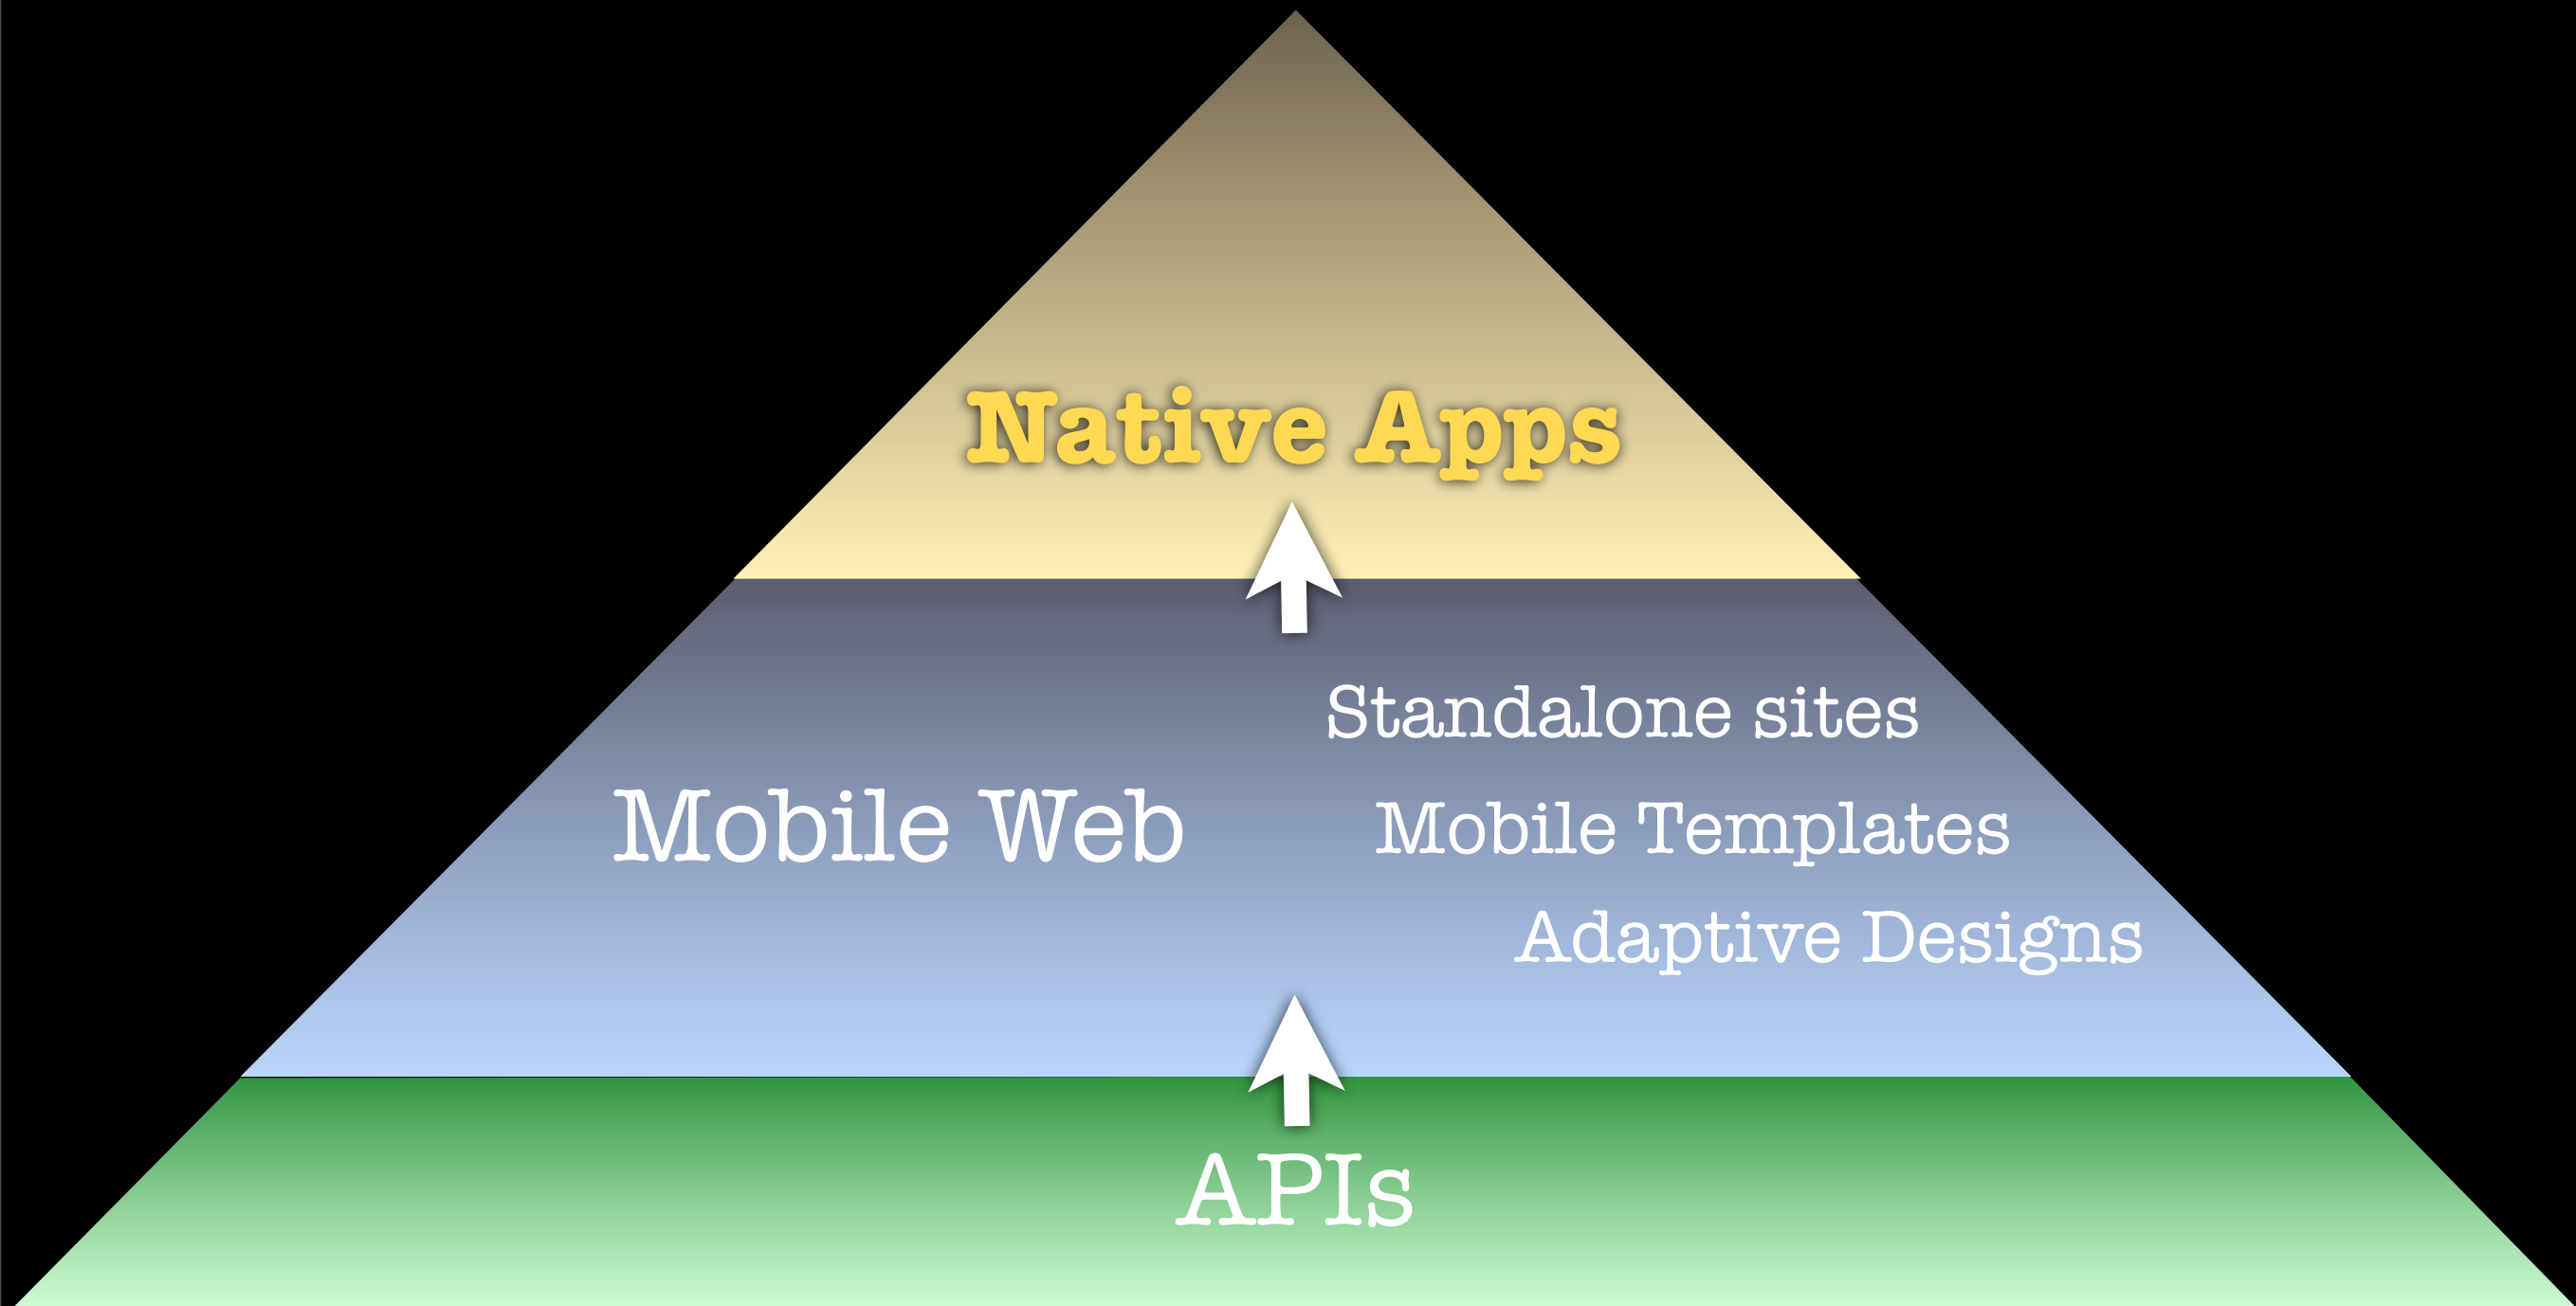 Native Apps
Standalone sites
Mobile Web
Mobile Templates
Adaptive Designs
APIs